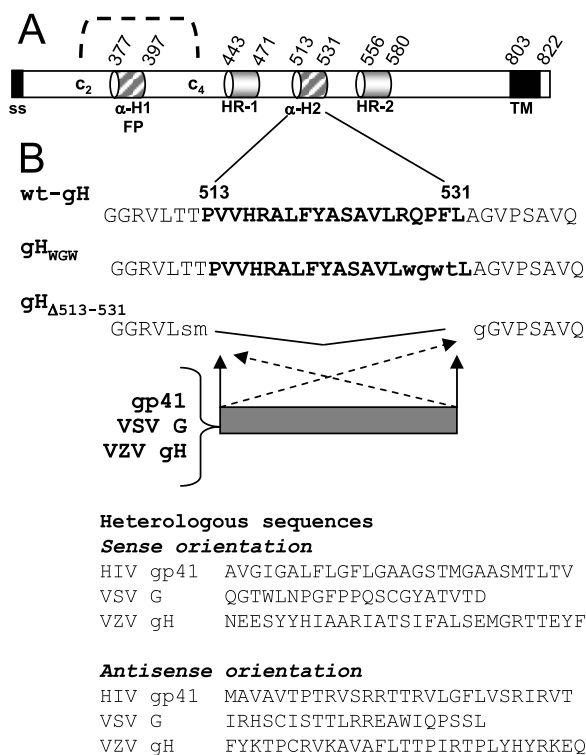 A
377 397 443 471 513 531 556 580 803 822
c2 c4
ss α-H1 HR-1 α-H2 HR-2 TM
FP
B
513 531
wt-gH
GGRVLTTPVVHRALFYASAVLRQPFLAGVPSAVQ
gHWGW
GGRVLTTPVVHRALFYASAVLwgwtLAGVPSAVQ
gHΔ513-531
GGRVLsm gGVPSAVQ
gp41
VSV G
VZV gH
Heterologous sequences
Sense orientation
HIV gp41 AVGIGALFLGFLGAAGSTMGAASMTLTV
VSV G QGTWLNPGFPPQSCGYATVTD
VZV gH NEESYYHIAARIATSIFALSEMGRTTEYF
Antisense orientation
HIV gp41 MAVAVTPTRVSRRTTRVLGFLVSRIRVT
VSV G IRHSCISTTLRREAWIQPSSL
VZV gH FYKTPCRVKAVAFLTTPIRTPLYHYRKEQ